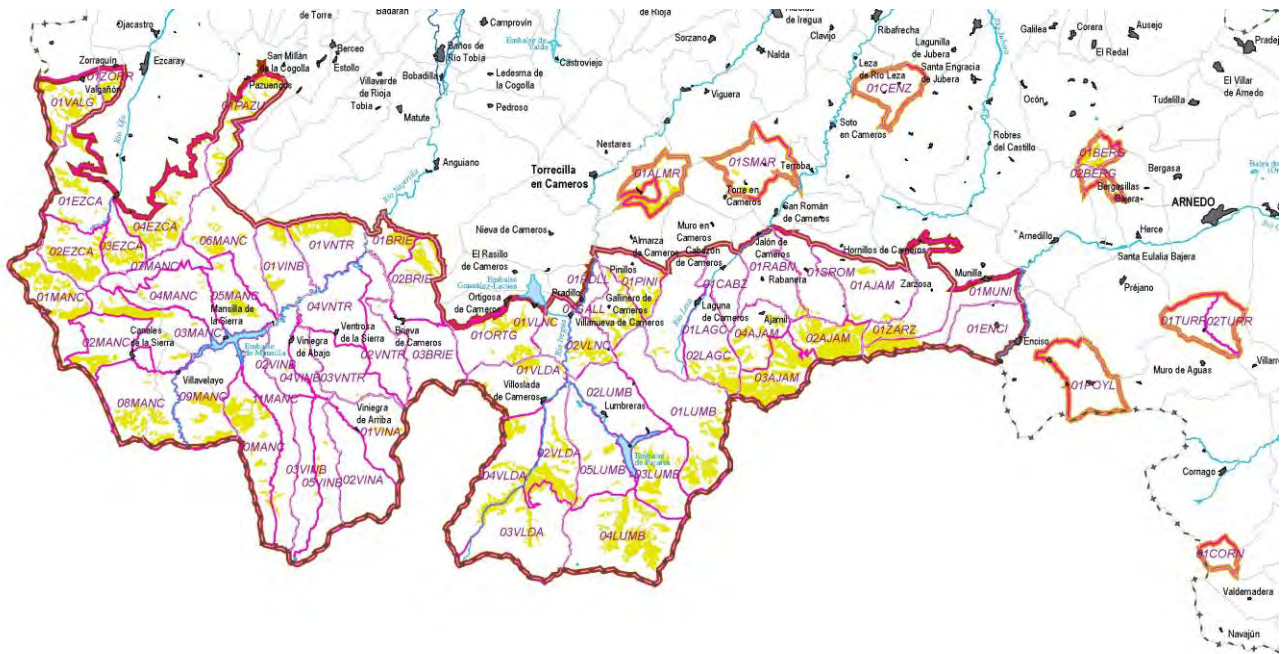 Ojacastro
de Torre
Badarán
Camprovín
de Rioja
Albelda
de Iregua
Clavijo
Ribafrecha
Galilea
Corera
Ausejo
El Redal
Zorraquín
Ezcaray
San Millán
de la Cogolla
Berceo
Estollo
Baños de
Río Tobía
Castroviejo
Sorzano
Nalda
Lagunilla
de Jubera
Leza
de Río Leza
Santa Engracia
de Jubera
El Villar
de Arnedo
01ZORR
01VALG
Valgañón
Pazuengos
01PAZU
Villaverde
de Rioja
Bobadilla
Ledesma de
la Cogolla
Tobia
Pedroso
Matute
Viguera
01CENZ
Ocón
Tudelilla
Soto
en Cameros
Robres
del Castillo
Anguiano
Nestares
Torrecilla
en Cameros
01ALMR
01SMAR
Terroba
Torre en
Cameros
San Román
de Cameros
01BERG
02BERG
Bergasa
Bergasillas
Bajera
ARNEDO
01EZCA
04EZCA
03EZCA
02EZCA
06MANC
07MANC
01VNTR
01BRIE
02BRIE
Nieva de Cameros
El Rasillo
de Cameros
Almarza
de Cameros
Muro en
Cameros
Cabezón
de Cameros
Jalón de
Cameros
Hornillos de Cameros
Arnedillo
Herce
Santa Eulalia Bajera
Préjano
01VINB
01MANC
04MANC
05MANC
04VNTR
Mansilla de
la Sierra
Ortigosa
de Cameros
Embalse
González-Lacasa
Pradillo
Pinillos
01PINI
Gallinero de
Cameros
01CABZ
01RABN
Rabanera
01SROM
01AJAM
Munilla
Zarzosa
01MUNI
02MANC
Canales
de la Sierra
03MANC
Embalse
de Mansilla
Viniegra
de Abajo
Ventrosa
de la Sierra
Brieva
de Cameros
01ORTG
01VLNC
Villanueva de Cameros
02VLNC
Laguna
de Cameros
01LAGC
02LAGC
04AJAM
Ajamil
02AJAM
01ZARZ
01ENCI
Enciso
01TURR
02TURR
Villavelayo
02VINB
04VINB
03VNTR
02VNTR
03BRIE
01VLDA
03AJAM
Muro de Aguas
01POYL
08MANC
09MANC
11MANC
Viniegra
de Arriba
01VINA
Villoslada
de Cameros
02LUMB
Lumbreras
01LUMB
03VINB
05VINB
02VINA
02VLDA
04VLDA
05LUMB
03LUMB
Cornago
03VLDA
04LUMB
01CORN
Valdemadera
Navajún